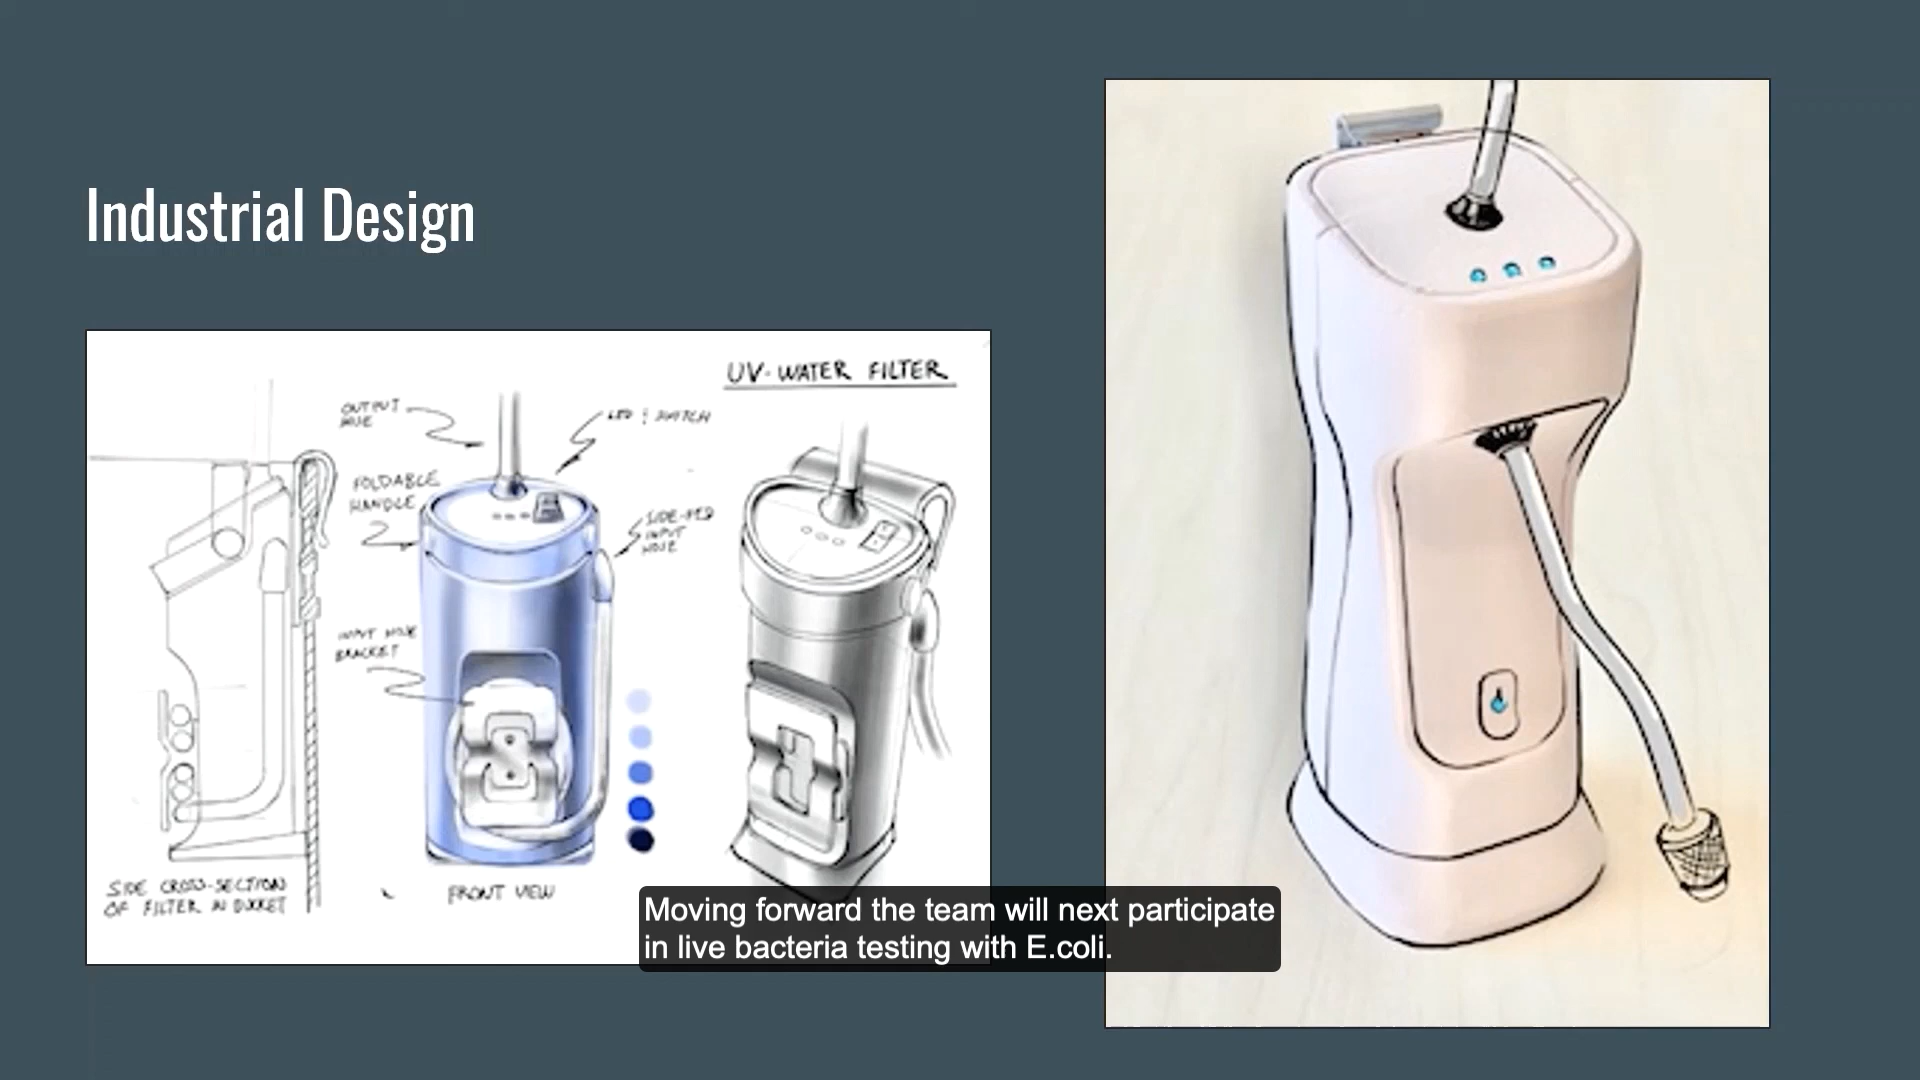 Industrial Design
UV-WATER FILTER
OUTPUT
HOSE
LED & SWITCH
FOLDABLE
HANDLE
SIDE-FED
INPUT
HOSE
INPUT HOSE
BRACKET
SIDE CROSS-SECTION
OF FILTER IN BUCKET
FRONT VIEW
Moving forward the team will next participate
in live bacteria testing with E.coli.